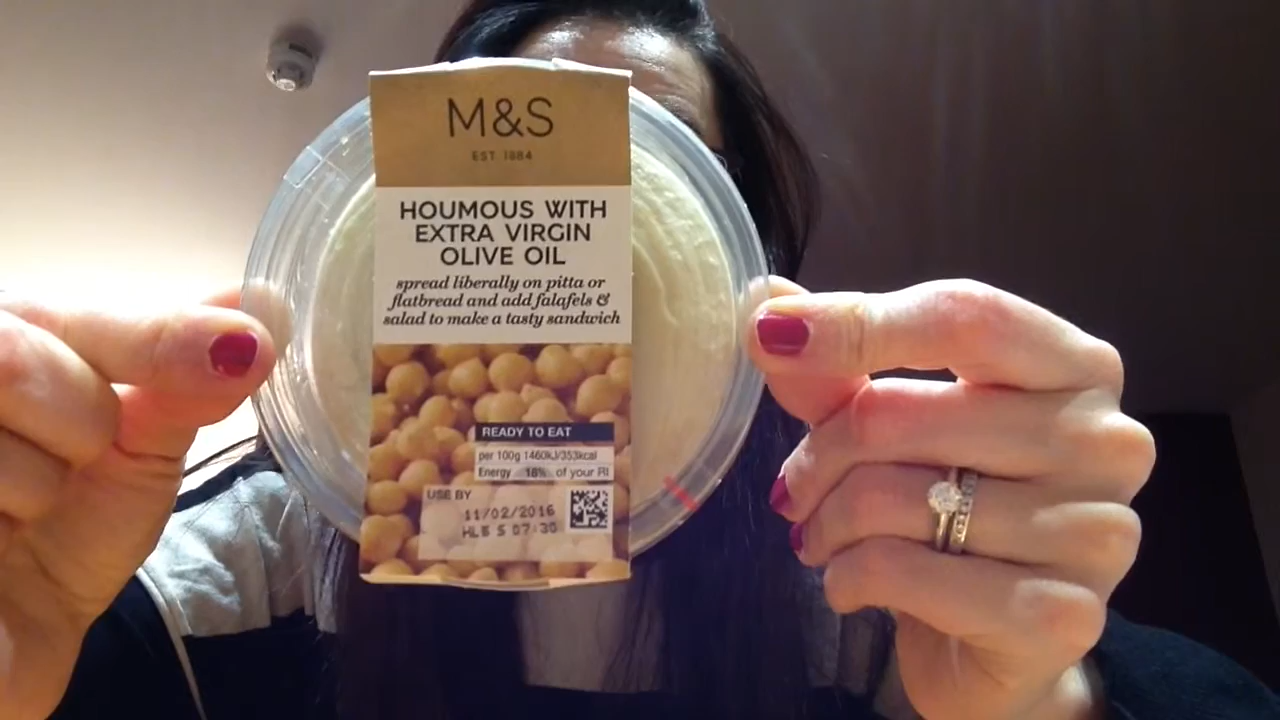 M&S
EST 1884
HOUMOUS WITH
EXTRA VIRGIN
OLIVE OIL
spread liberally on pitta or
flatbread and add falafels &
salad to make a tasty sandwich
READY TO EAT
per 100g 1460kJ/353kcal
Energy 18% of your RI
USE BY
11/02/2016
HLB S 07:30